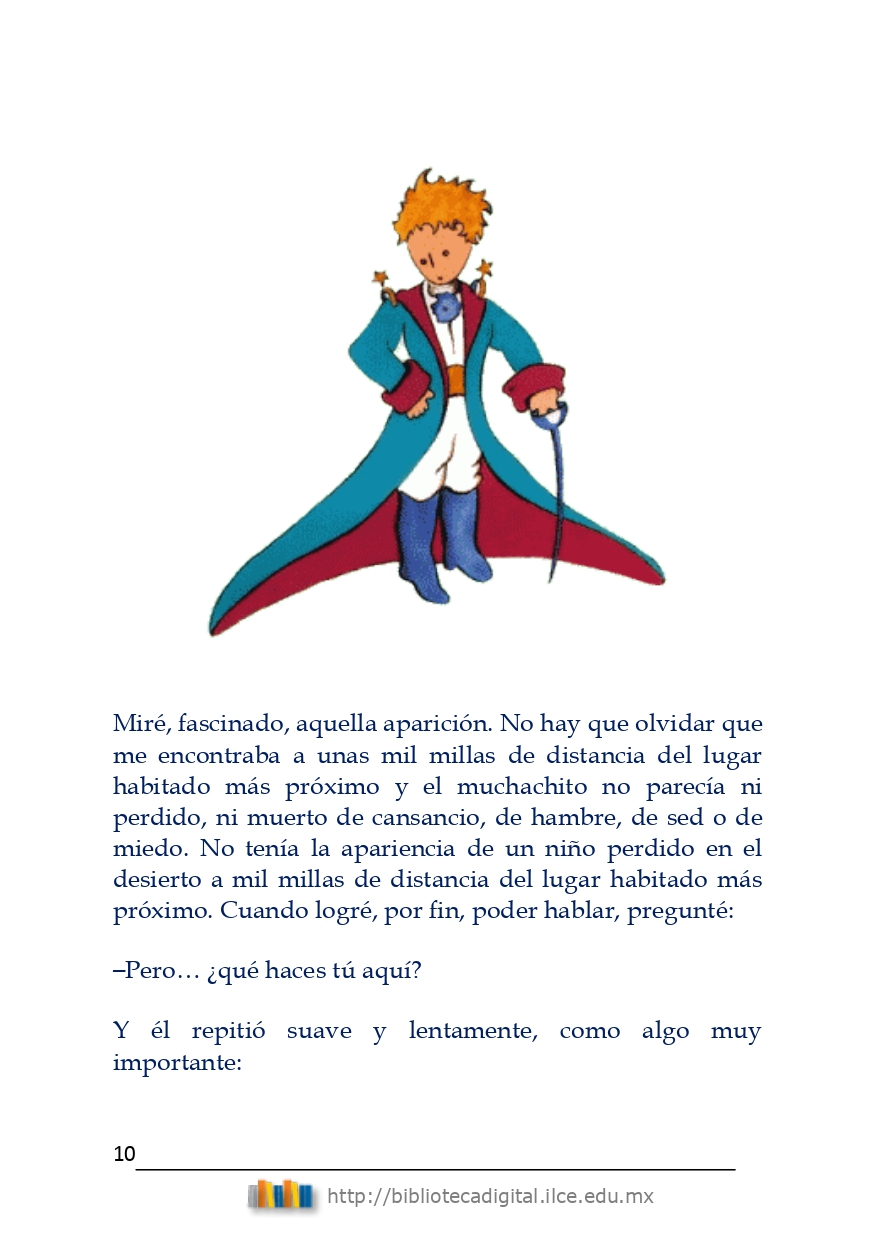 Miré, fascinado, aquella aparición. No hay que olvidar que
me encontraba a unas mil millas de distancia del lugar
habitado más próximo y el muchachito no parecía ni
perdido, ni muerto de cansancio, de hambre, de sed o de
miedo. No tenía la apariencia de un niño perdido en el
desierto a mil millas de distancia del lugar habitado más
próximo. Cuando logré, por fin, poder hablar, pregunté:
–Pero… ¿qué haces tú aquí?
Y él repitió suave y lentamente, como algo muy
importante:
10
http://bibliotecadigital.ilce.edu.mx